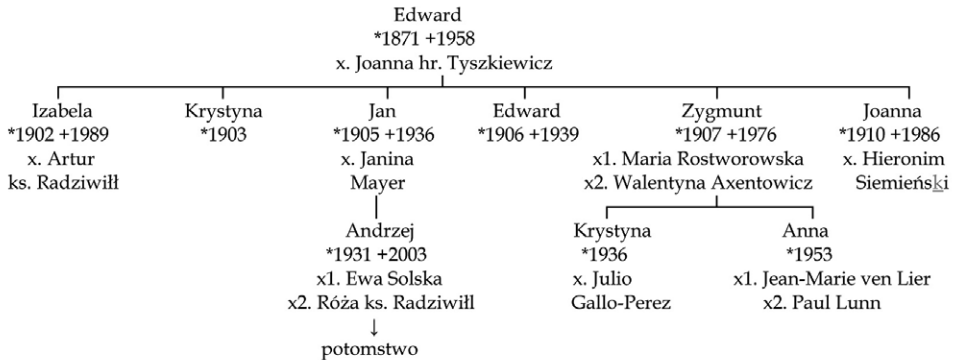 Edward
*1871 +1958
x. Joanna hr. Tyszkiewicz
Izabela
*1902 +1989
x. Artur
ks. Radziwiłł
Krystyna
*1903
Jan
*1905 +1936
x. Janina
Mayer
Edward
*1906 +1939
Zygmunt
*1907 +1976
x1. Maria Rostworowska
x2. Walentyna Axentowicz
Joanna
*1910 +1986
x. Hieronim
Siemieński
Andrzej
*1931 +2003
x1. Ewa Solska
x2. Róża ks. Radziwiłł
↓
potomstwo
Krystyna
*1936
x. Julio
Gallo-Perez
Anna
*1953
x1. Jean-Marie ven Lier
x2. Paul Lunn